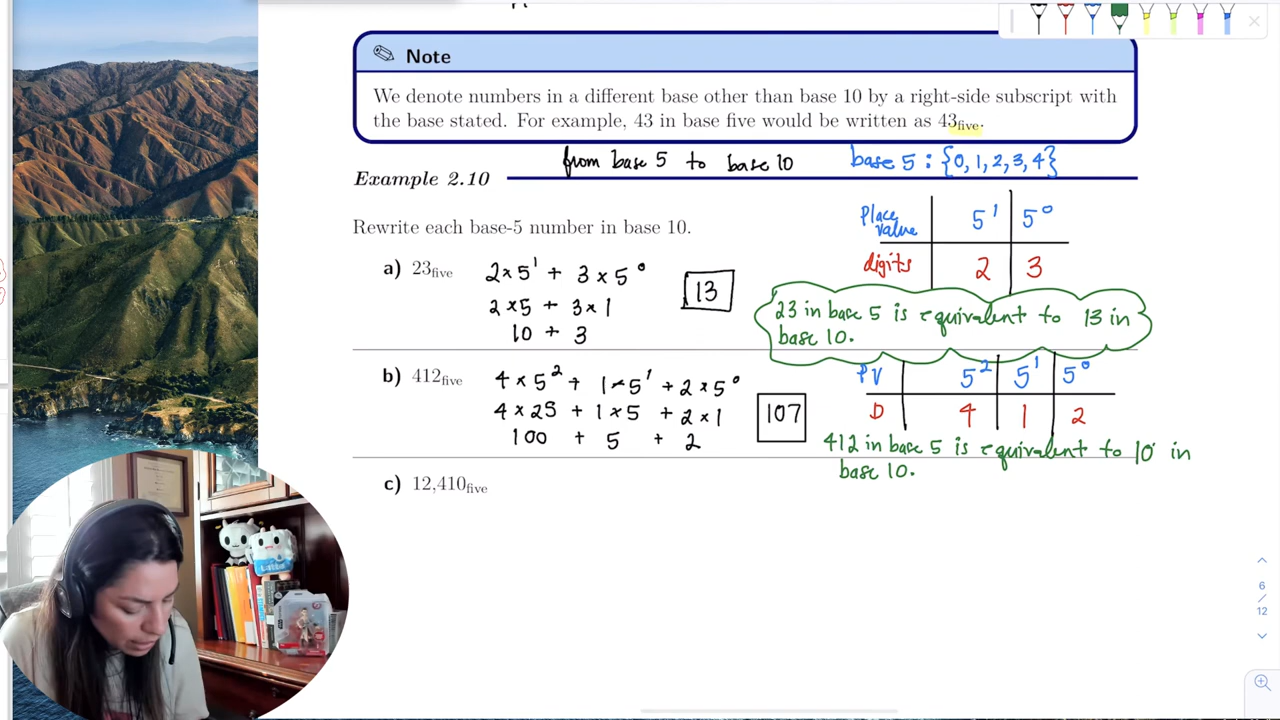 Note
We denote numbers in a different base other than base 10 by a right-side subscript with
the base stated. For example, 43 in base five would be written as 43five.
from base 5 to base 10 base 5 : {0, 1, 2, 3, 4}
Example 2.10
Place value 5¹ 5⁰
digits 2 3
Rewrite each base-5 number in base 10.
a) 23five 2×5¹ + 3×5⁰ 13
2×5 + 3×1
10 + 3
23 in base 5 is equivalent to 13 in
base 10.
b) 412five 4×5² + 1×5¹ + 2×5⁰ 107
4×25 + 1×5 + 2×1
100 + 5 + 2
PV 5² 5¹ 5⁰
D 4 1 2
412 in base 5 is equivalent to 10 in
base 10.
c) 12,410five
6
/
12